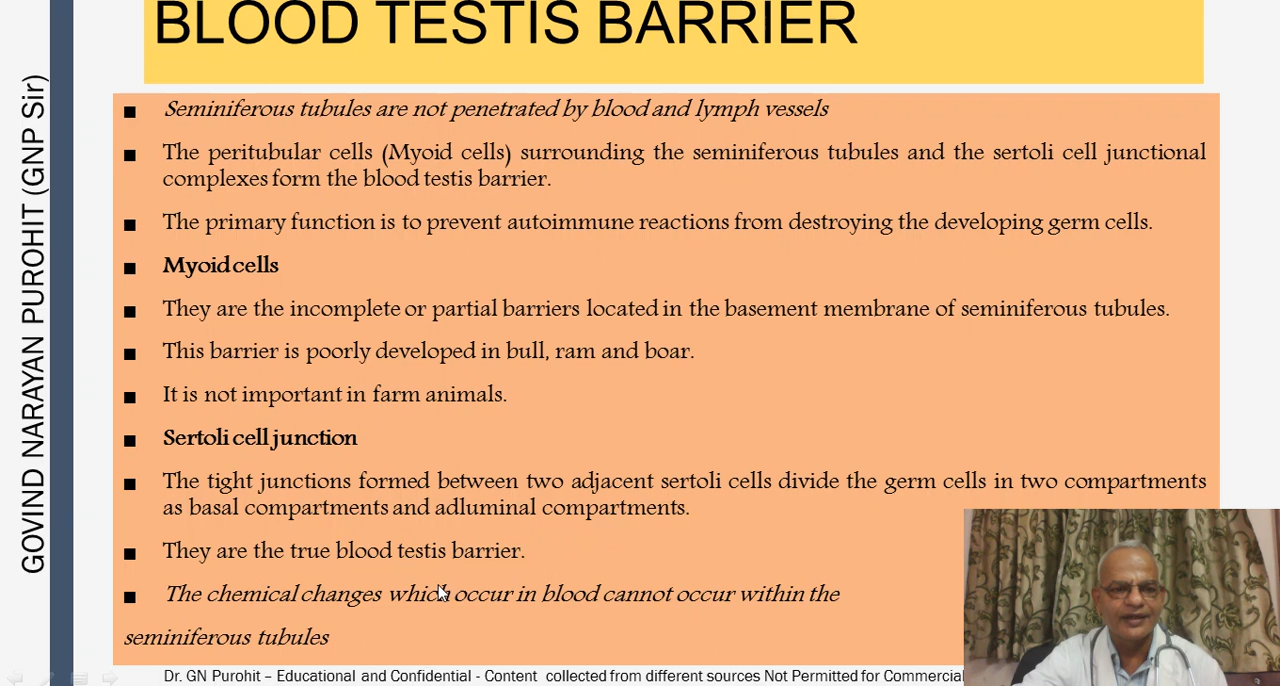 BLOOD TESTIS BARRIER
GOVIND NARAYAN PUROHIT (GNP Sir)
■ Seminiferous tubules are not penetrated by blood and lymph vessels
■ The peritubular cells (Myoid cells) surrounding the seminiferous tubules and the sertoli cell junctional
complexes form the blood testis barrier.
■ The primary function is to prevent autoimmune reactions from destroying the developing germ cells.
■ Myoid cells
■ They are the incomplete or partial barriers located in the basement membrane of seminiferous tubules.
■ This barrier is poorly developed in bull, ram and boar.
■ It is not important in farm animals.
■ Sertoli cell junction
■ The tight junctions formed between two adjacent sertoli cells divide the germ cells in two compartments
as basal compartments and adluminal compartments.
■ They are the true blood testis barrier.
■ The chemical changes which occur in blood cannot occur within the
seminiferous tubules
Dr. GN Purohit – Educational and Confidential - Content collected from different sources Not Permitted for Commercial